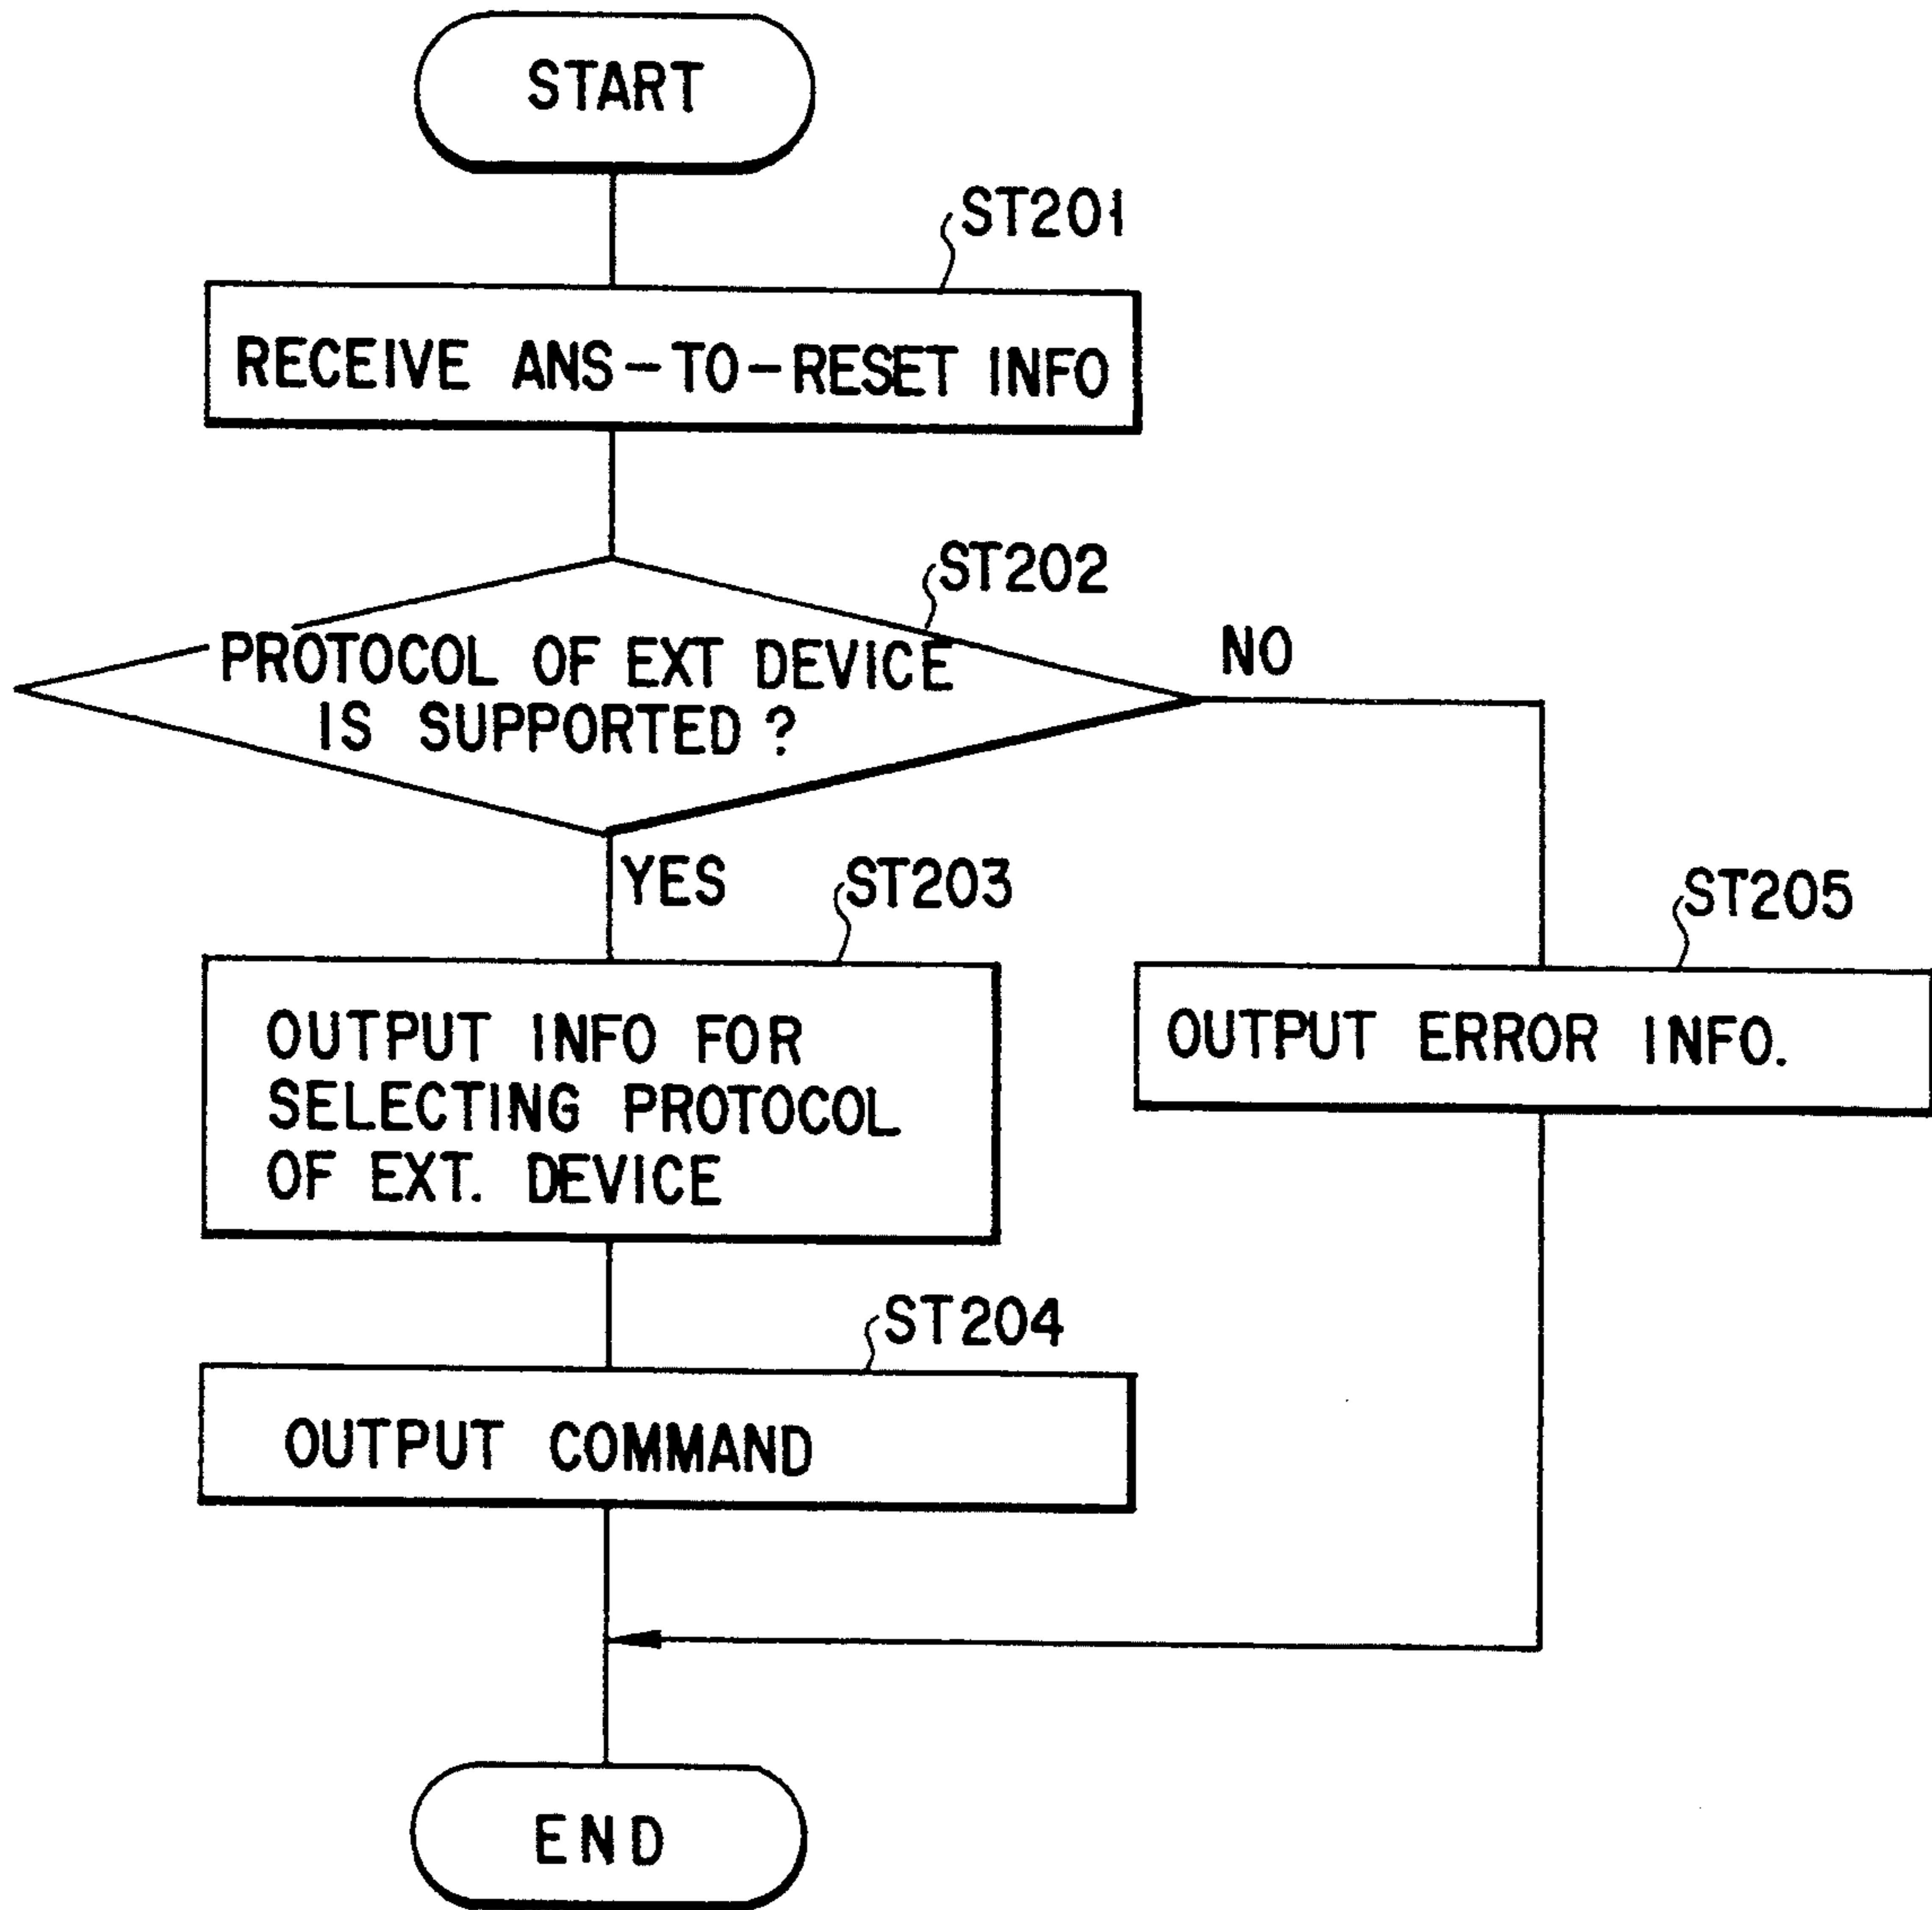 START
ST201
RECEIVE ANS-TO-RESET INFO
ST202
PROTOCOL OF EXT DEVICE
IS SUPPORTED?
NO
YES
ST203
OUTPUT INFO FOR
SELECTING PROTOCOL
OF EXT. DEVICE
ST205
OUTPUT ERROR INFO.
ST204
OUTPUT COMMAND
END